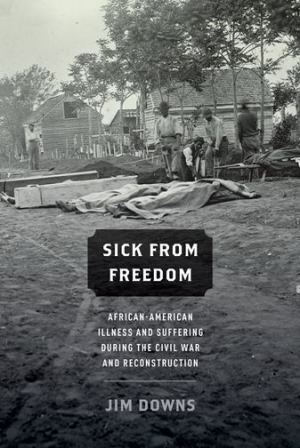 SICK FROM
FREEDOM
AFRICAN-AMERICAN
ILLNESS AND SUFFERING
DURING THE CIVIL WAR
AND RECONSTRUCTION
JIM DOWNS